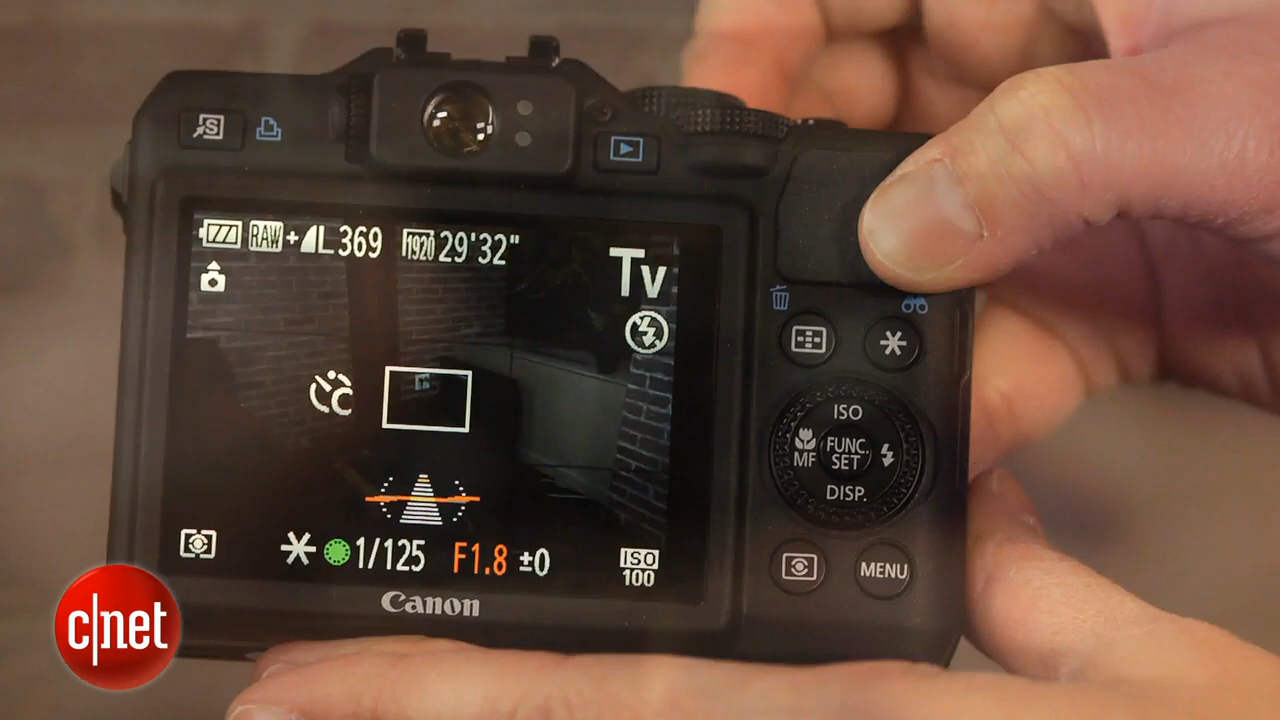 S
RAW+L 369 1920 29'32"
Tv
C
* 1/125 F1.8 ±0 ISO 100
Canon
ISO
MF FUNC. SET
DISP.
MENU
c|net